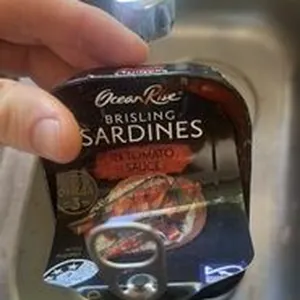 Ocean Rise
BRISLING
SARDINES
IN TOMATO
SAUCE